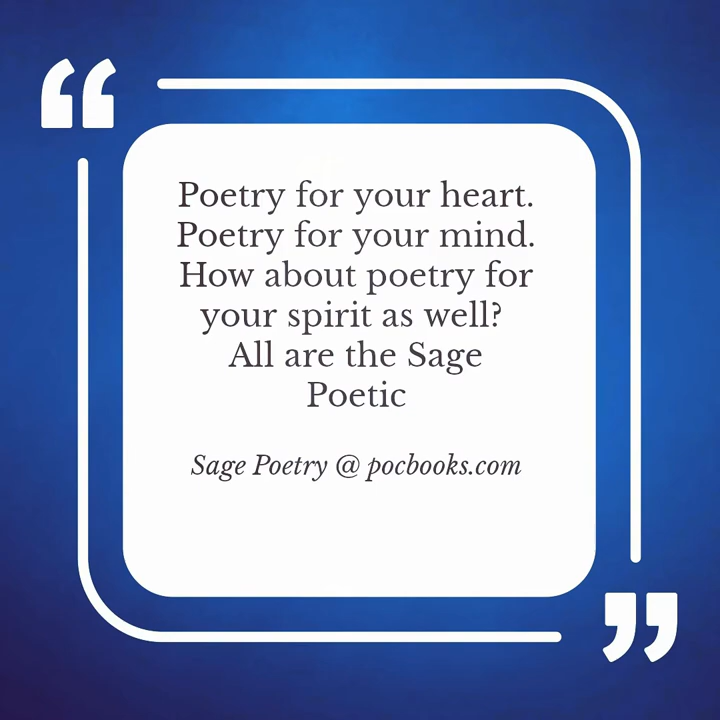 Poetry for your heart.
Poetry for your mind.
How about poetry for
your spirit as well?
All are the Sage
Poetic
Sage Poetry @ pocbooks.com